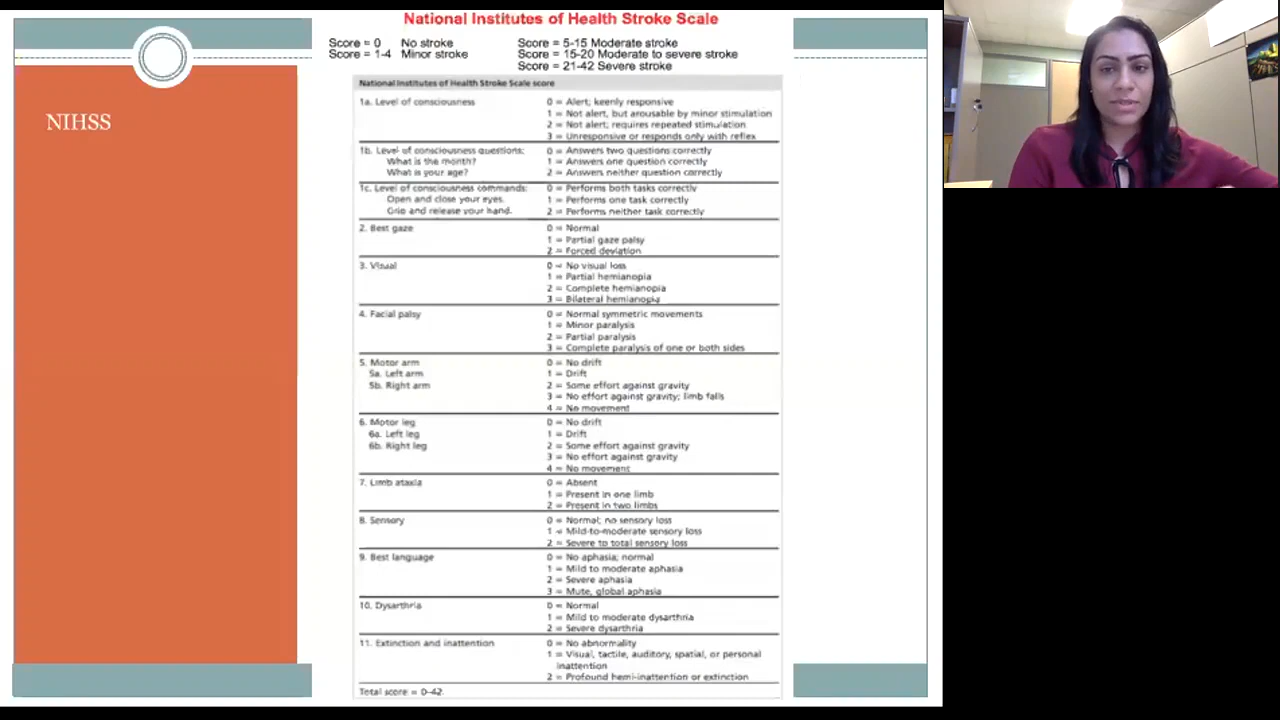 National Institutes of Health Stroke Scale
Score = 0 No stroke
Score = 1-4 Minor stroke
Score = 5-15 Moderate stroke
Score = 15-20 Moderate to severe stroke
Score = 21-42 Severe stroke
NIHSS
National Institutes of Health Stroke Scale score
1a. Level of consciousness
0 = Alert; keenly responsive
1 = Not alert, but arousable by minor stimulation
2 = Not alert; requires repeated stimulation
3 = Unresponsive or responds only with reflex
1b. Level of consciousness questions:
What is the month?
What is your age?
0 = Answers two questions correctly
1 = Answers one question correctly
2 = Answers neither question correctly
1c. Level of consciousness commands:
Open and close your eyes.
Grip and release your hand.
0 = Performs both tasks correctly
1 = Performs one task correctly
2 = Performs neither task correctly
2. Best gaze
0 = Normal
1 = Partial gaze palsy
2 = Forced deviation
3. Visual
0 = No visual loss
1 = Partial hemianopia
2 = Complete hemianopia
3 = Bilateral hemianopia
4. Facial palsy
0 = Normal symmetric movements
1 = Minor paralysis
2 = Partial paralysis
3 = Complete paralysis of one or both sides
5. Motor arm
5a. Left arm
5b. Right arm
0 = No drift
1 = Drift
2 = Some effort against gravity
3 = No effort against gravity; limb falls
4 = No movement
6. Motor leg
6a. Left leg
6b. Right leg
0 = No drift
1 = Drift
2 = Some effort against gravity
3 = No effort against gravity
4 = No movement
7. Limb ataxia
0 = Absent
1 = Present in one limb
2 = Present in two limbs
8. Sensory
0 = Normal; no sensory loss
1 = Mild-to-moderate sensory loss
2 = Severe to total sensory loss
9. Best language
0 = No aphasia; normal
1 = Mild to moderate aphasia
2 = Severe aphasia
3 = Mute, global aphasia
10. Dysarthria
0 = Normal
1 = Mild to moderate dysarthria
2 = Severe dysarthria
11. Extinction and inattention
0 = No abnormality
1 = Visual, tactile, auditory, spatial, or personal
inattention
2 = Profound hemi-inattention or extinction
Total score = 0-42.